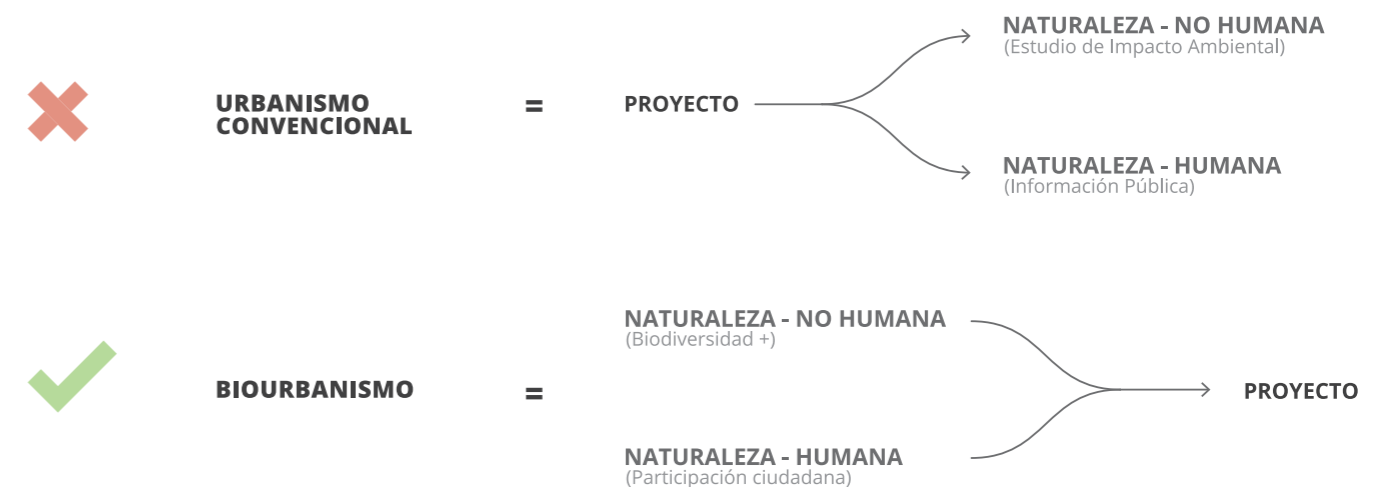 NATURALEZA - NO HUMANA
(Estudio de Impacto Ambiental)
URBANISMO
CONVENCIONAL
=
PROYECTO
NATURALEZA - HUMANA
(Información Pública)
NATURALEZA - NO HUMANA
(Biodiversidad +)
BIOURBANISMO
=
PROYECTO
NATURALEZA - HUMANA
(Participación ciudadana)